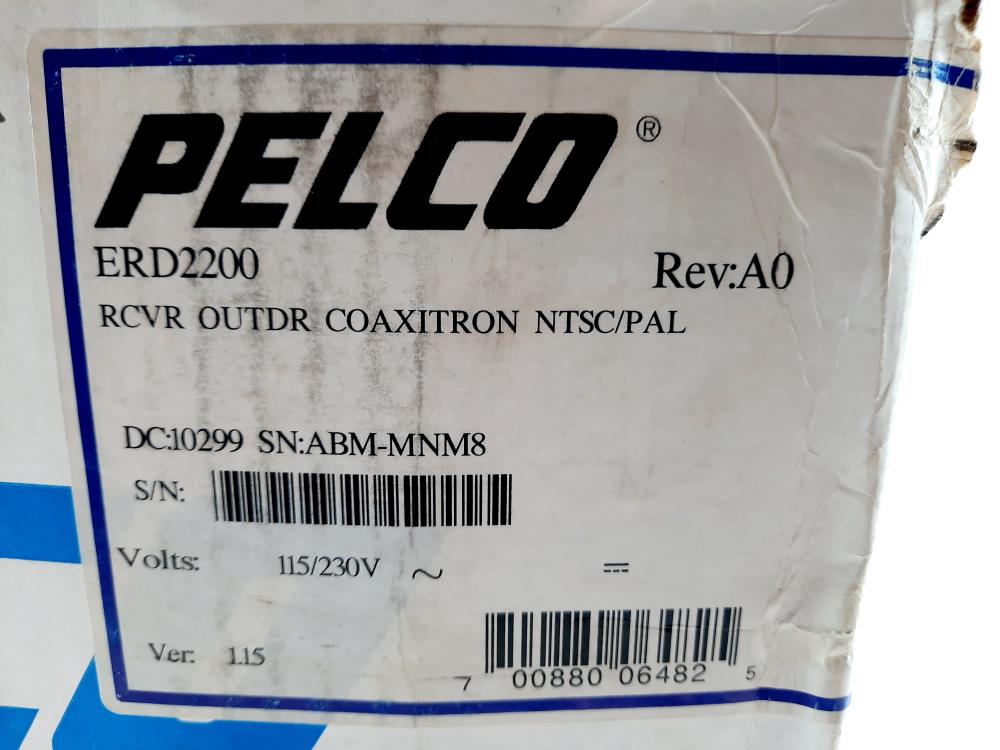 PELCO ®
ERD2200 Rev:A0
RCVR OUTDR COAXITRON NTSC/PAL
DC:10299 SN:ABM-MNM8
S/N:
Volts: 115/230V ~ ⎓
Ver: 1.15
7 00880 06482 5